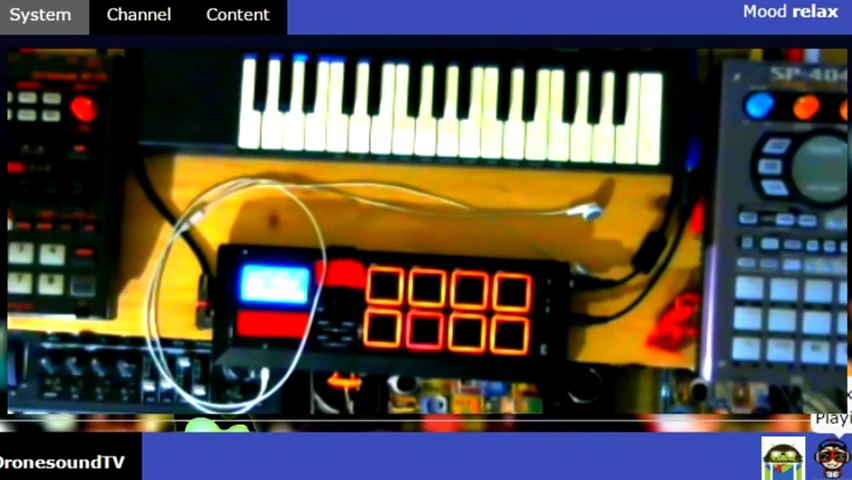 System Channel Content
Mood relax
SP-404
DronesoundTV